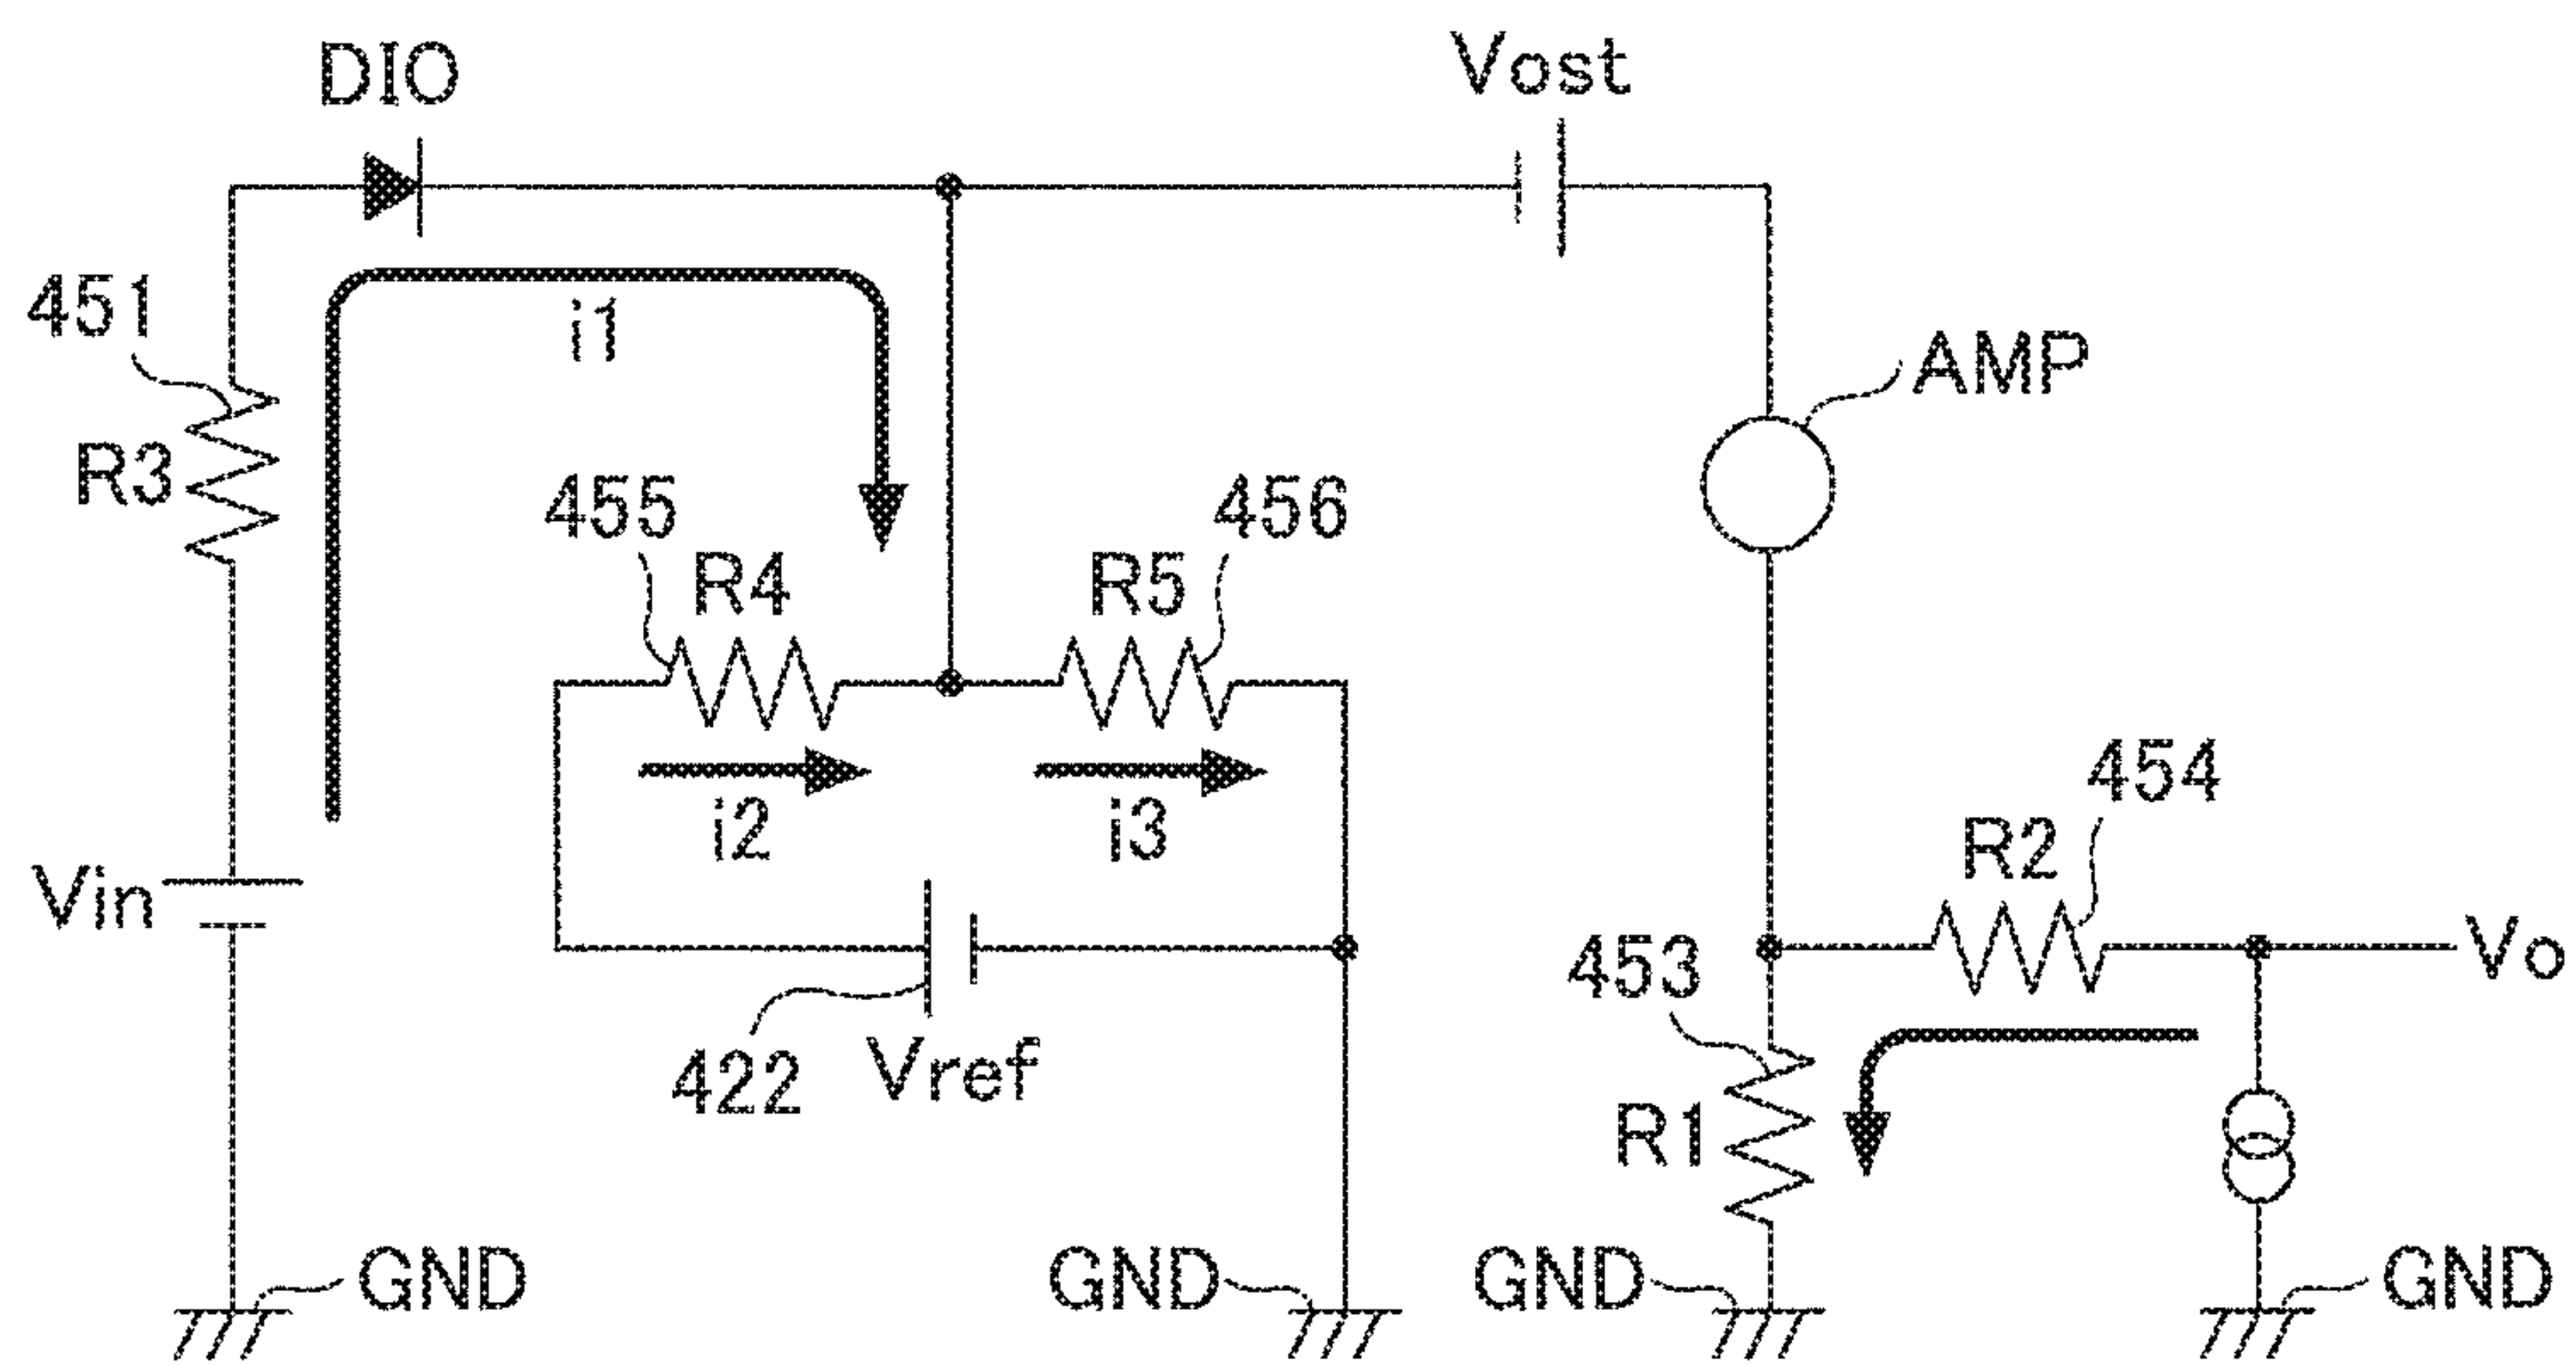 DIO
Vost
451
i1
AMP
R3
455
456
R4
R5
454
i2
i3
R2
Vin
Vo
453
422
Vref
R1
GND
GND
GND
GND